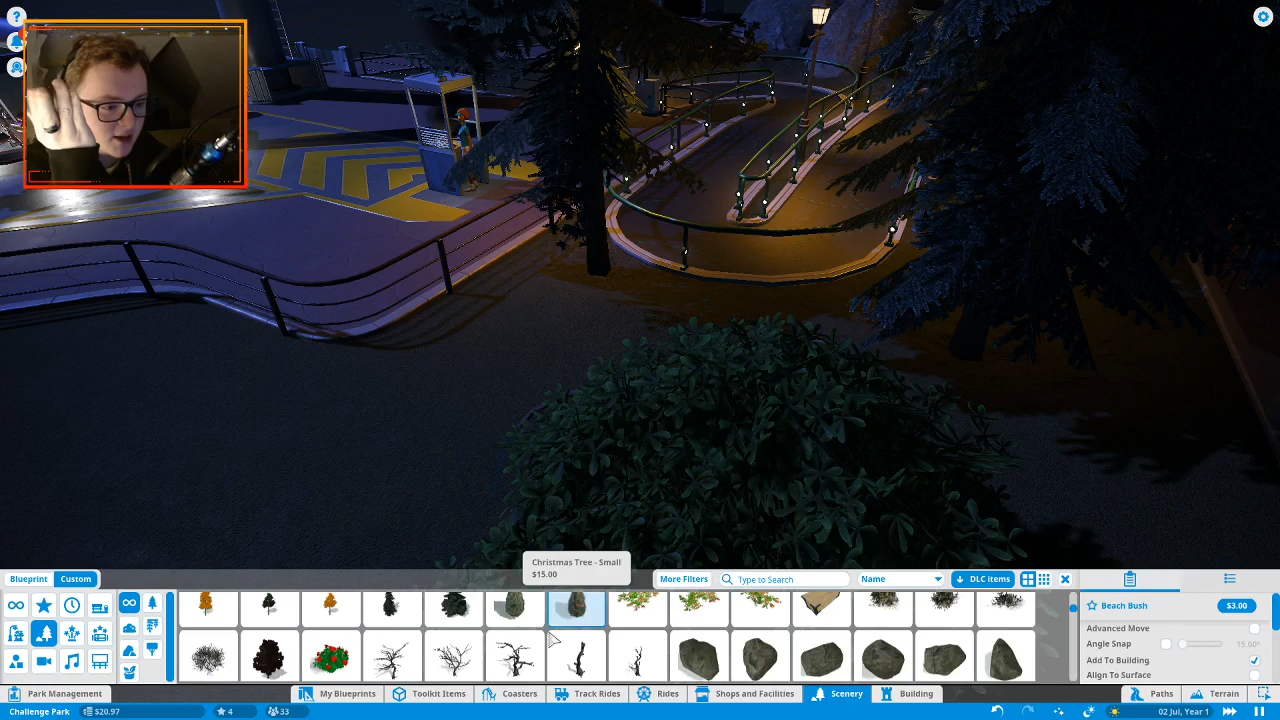 Christmas Tree - Small
$15.00
Blueprint
Custom
More Filters
Type to Search
Name
DLC items
Beach Bush
$3.00
Advanced Move
Angle Snap
15.00°
Add To Building
Align To Surface
Park Management
My Blueprints
Toolkit Items
Coasters
Track Rides
Rides
Shops and Facilities
Scenery
Building
Paths
Terrain
Challenge Park
$20.97
4
33
02 Jul, Year 1